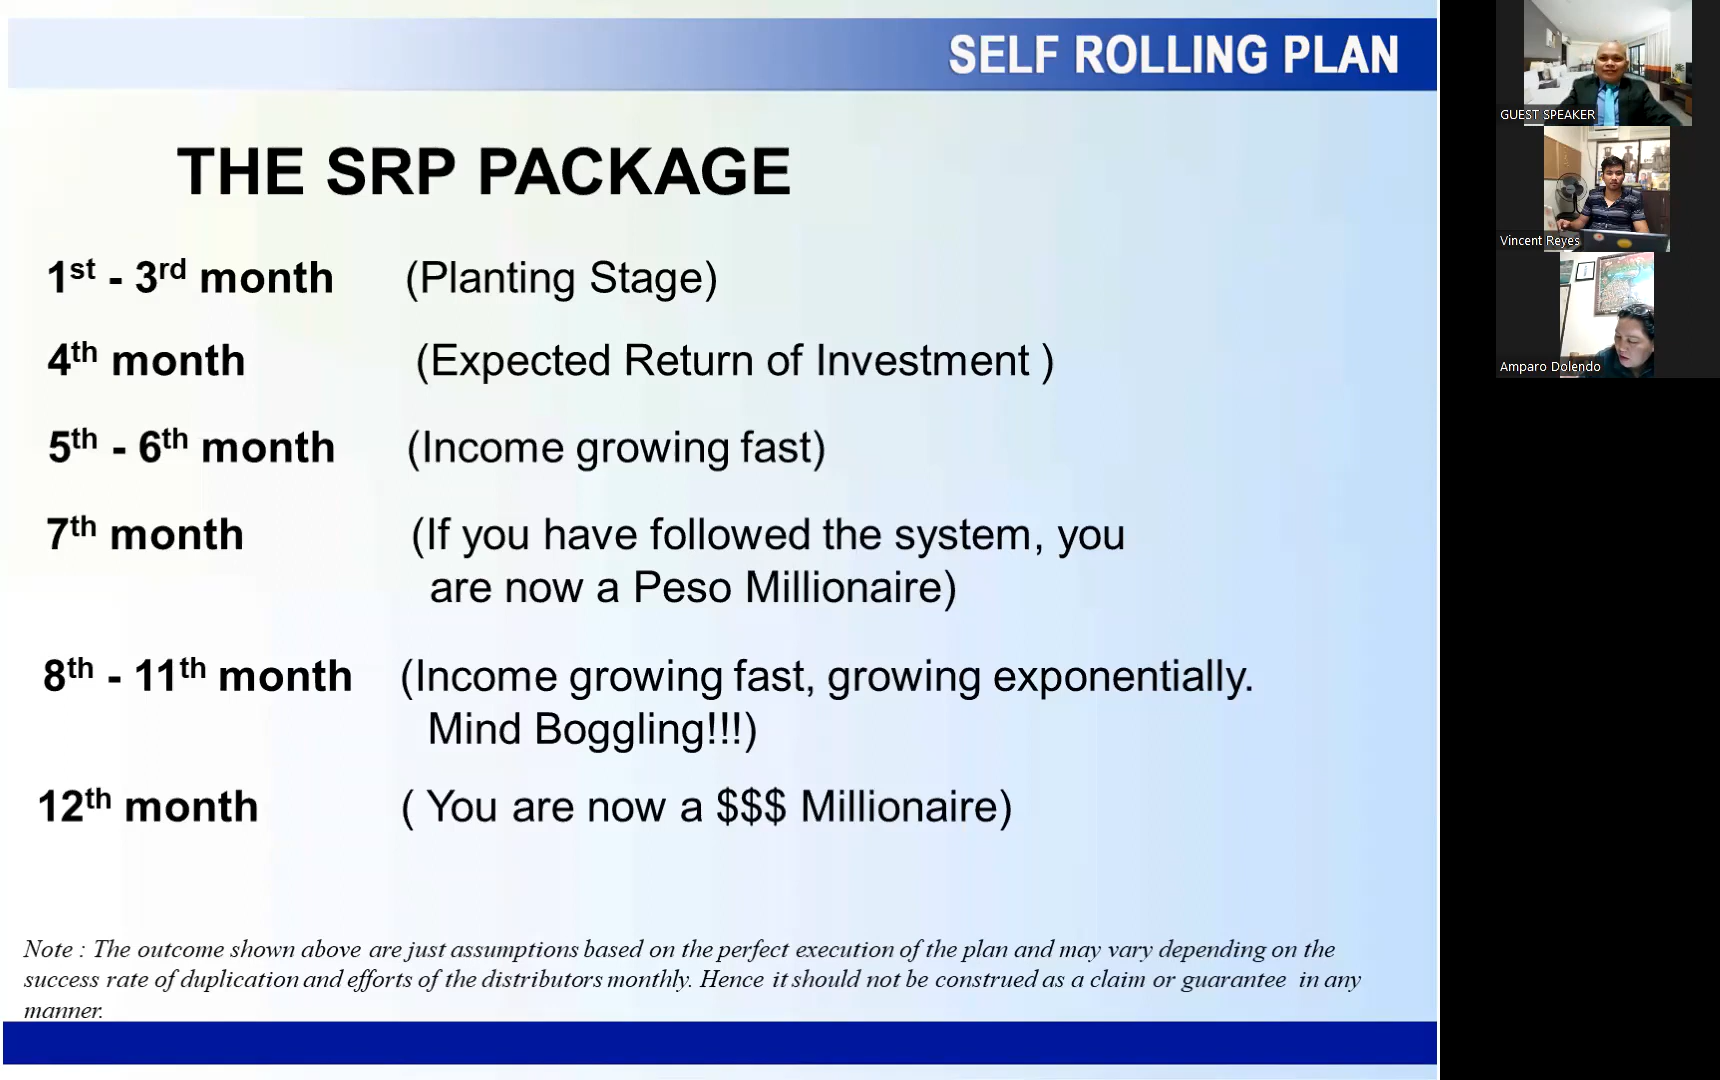 SELF ROLLING PLAN
THE SRP PACKAGE
1st - 3rd month (Planting Stage)
4th month (Expected Return of Investment )
5th - 6th month (Income growing fast)
7th month (If you have followed the system, you
are now a Peso Millionaire)
8th - 11th month (Income growing fast, growing exponentially.
Mind Boggling!!!)
12th month ( You are now a $$$ Millionaire)
Note : The outcome shown above are just assumptions based on the perfect execution of the plan and may vary depending on the
success rate of duplication and efforts of the distributors monthly. Hence it should not be construed as a claim or guarantee in any
manner.
GUEST SPEAKER
Vincent Reyes
Amparo Dolendo